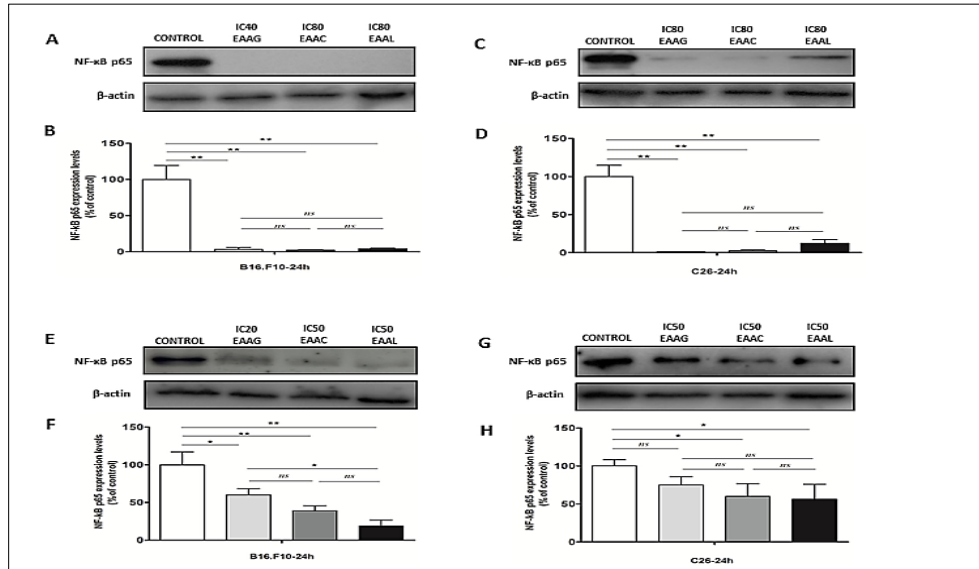 A
CONTROL IC40 EAAG IC80 EAAC IC80 EAAL
NF-κB p65
β-actin
B
NF-kB p65 expression levels
(% of control)
150
100
50
0
**
**
**
ns
ns
ns
B16.F10-24h
C
CONTROL IC80 EAAG IC80 EAAC IC80 EAAL
NF-κB p65
β-actin
D
NF-kB p65 expression levels
(% of control)
150
100
50
0
**
**
**
ns
ns
ns
C26-24h
E
CONTROL IC20 EAAG IC50 EAAC IC50 EAAL
NF-κB p65
β-actin
F
NF-kB p65 expression levels
(% of control)
150
100
50
0
**
**
*
*
ns
ns
B16.F10-24h
G
CONTROL IC50 EAAG IC50 EAAC IC50 EAAL
NF-κB p65
β-actin
H
NF-kB p65 expression levels
(% of control)
150
100
50
0
*
*
ns
ns
ns
ns
C26-24h